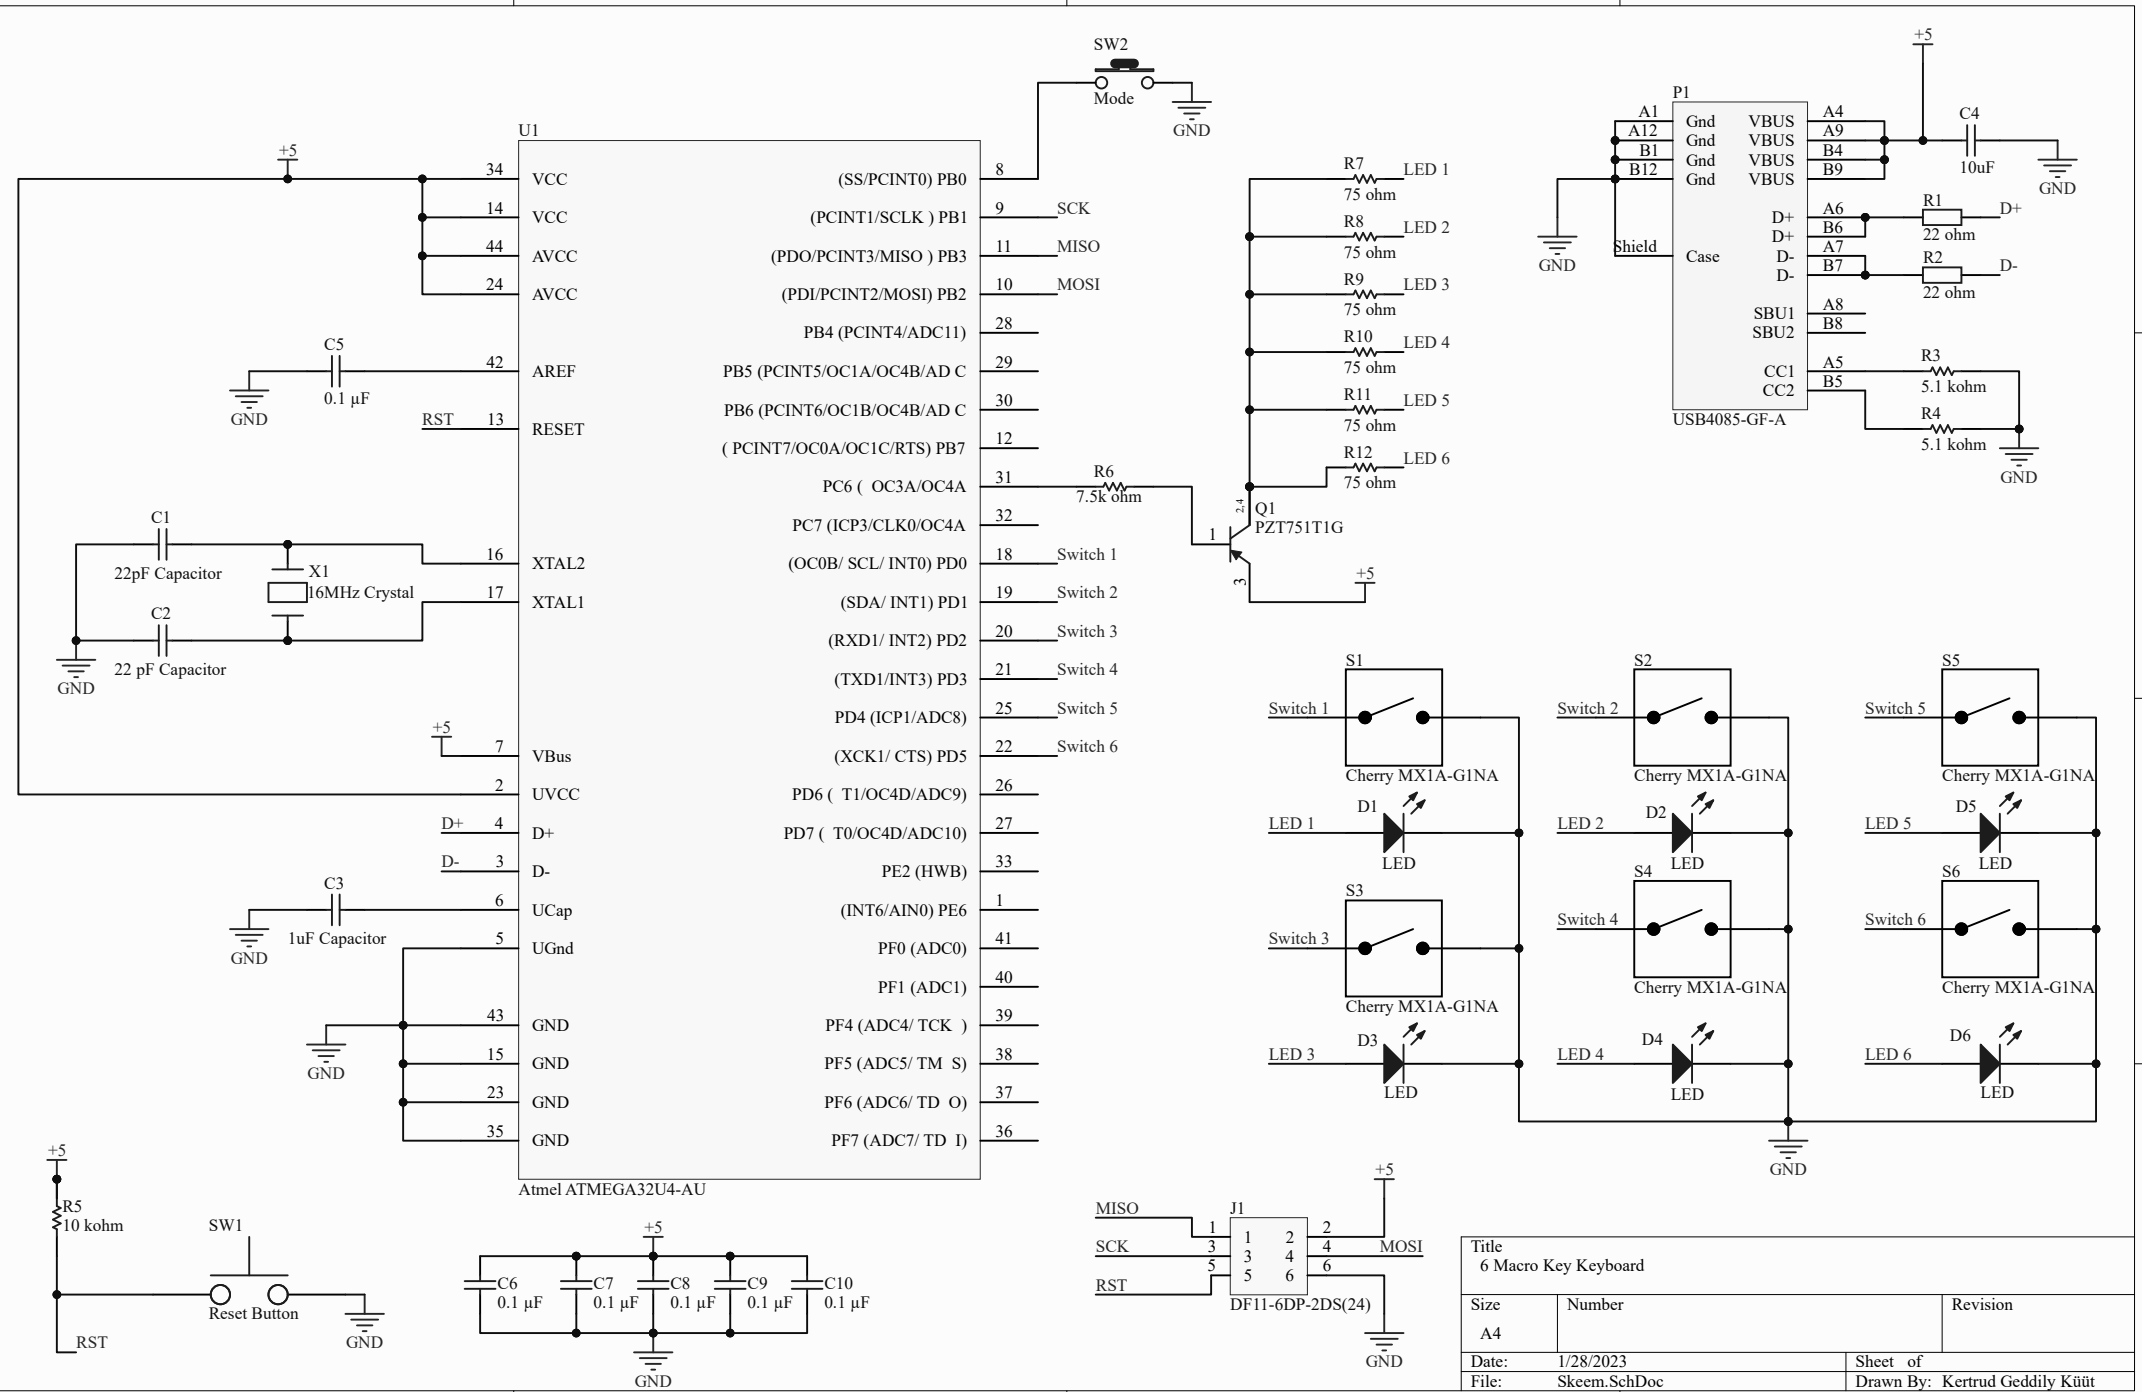 SW2
Mode
GND
U1
+5
34 VCC
14 VCC
44 AVCC
24 AVCC
C5
0.1 µF
GND
42 AREF
RST 13 RESET
C1
22pF Capacitor
X1
16MHz Crystal
C2
22 pF Capacitor
GND
16 XTAL2
17 XTAL1
+5
7 VBus
2 UVCC
D+ 4 D+
D- 3 D-
C3
1uF Capacitor
GND
6 UCap
5 UGnd
43 GND
15 GND
23 GND
35 GND
GND
(SS/PCINT0) PB0 8
(PCINT1/SCLK ) PB1 9 SCK
(PDO/PCINT3/MISO ) PB3 11 MISO
(PDI/PCINT2/MOSI) PB2 10 MOSI
PB4 (PCINT4/ADC11) 28
PB5 (PCINT5/OC1A/OC4B/AD C 29
PB6 (PCINT6/OC1B/OC4B/AD C 30
( PCINT7/OC0A/OC1C/RTS) PB7 12
PC6 ( OC3A/OC4A 31
PC7 (ICP3/CLK0/OC4A 32
(OC0B/ SCL/ INT0) PD0 18 Switch 1
(SDA/ INT1) PD1 19 Switch 2
(RXD1/ INT2) PD2 20 Switch 3
(TXD1/INT3) PD3 21 Switch 4
PD4 (ICP1/ADC8) 25 Switch 5
(XCK1/ CTS) PD5 22 Switch 6
PD6 ( T1/OC4D/ADC9) 26
PD7 ( T0/OC4D/ADC10) 27
PE2 (HWB) 33
(INT6/AIN0) PE6 1
PF0 (ADC0) 41
PF1 (ADC1) 40
PF4 (ADC4/ TCK ) 39
PF5 (ADC5/ TM S) 38
PF6 (ADC6/ TD O) 37
PF7 (ADC7/ TD I) 36
Atmel ATMEGA32U4-AU
R7 LED 1
75 ohm
R8 LED 2
75 ohm
R9 LED 3
75 ohm
R10 LED 4
75 ohm
R11 LED 5
75 ohm
R12 LED 6
75 ohm
R6
7.5k ohm
2,4
Q1
PZT751T1G
1
3
+5
P1
A1 Gnd VBUS A4
A12 Gnd VBUS A9
B1 Gnd VBUS B4
B12 Gnd VBUS B9
+5
C4
10uF
GND
GND
Shield Case
D+ A6
D+ B6
D- A7
D- B7
R1 D+
22 ohm
R2 D-
22 ohm
SBU1 A8
SBU2 B8
CC1 A5
CC2 B5
R3
5.1 kohm
R4
5.1 kohm
GND
USB4085-GF-A
S1
Switch 1
Cherry MX1A-G1NA
D1
LED 1
LED
S3
Switch 3
Cherry MX1A-G1NA
D3
LED 3
LED
S2
Switch 2
Cherry MX1A-G1NA
D2
LED 2
LED
S4
Switch 4
Cherry MX1A-G1NA
D4
LED 4
LED
S5
Switch 5
Cherry MX1A-G1NA
D5
LED 5
LED
S6
Switch 6
Cherry MX1A-G1NA
D6
LED 6
LED
GND
+5
R5
10 kohm
SW1
Reset Button
GND
RST
+5
C6
0.1 µF
C7
0.1 µF
C8
0.1 µF
C9
0.1 µF
C10
0.1 µF
GND
+5
J1
MISO 1 1 2 2
SCK 3 3 4 4 MOSI
RST 5 5 6 6
DF11-6DP-2DS(24)
GND
Title
6 Macro Key Keyboard
Size Number Revision
A4
Date: 1/28/2023 Sheet of
File: Skeem.SchDoc Drawn By: Kertrud Geddily Küüt